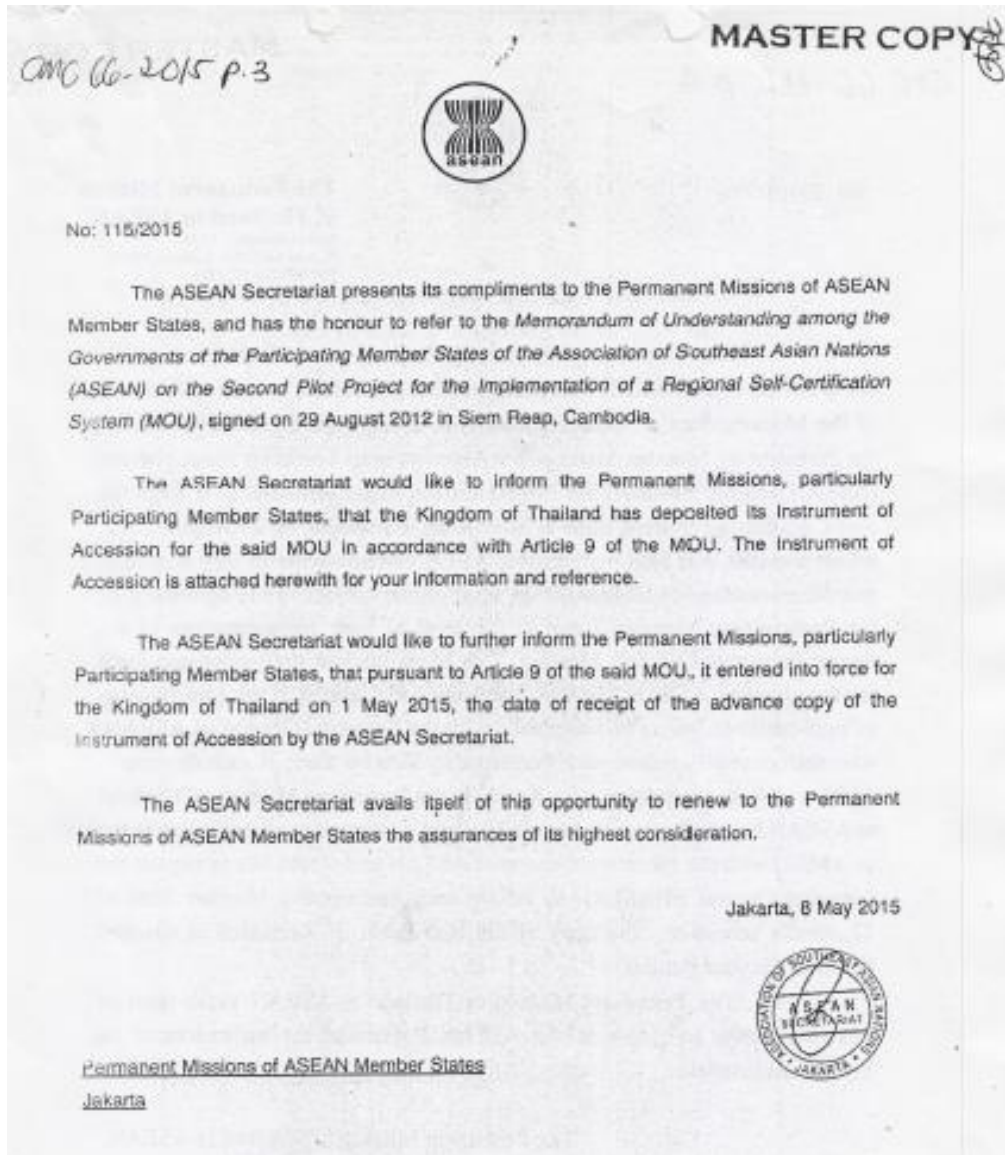 MASTER COPY
CMC 66-2015 p.3
asean
No: 115/2015
The ASEAN Secretariat presents its compliments to the Permanent Missions of ASEAN
Member States, and has the honour to refer to the Memorandum of Understanding among the
Governments of the Participating Member States of the Association of Southeast Asian Nations
(ASEAN) on the Second Pilot Project for the Implementation of a Regional Self-Certification
System (MOU), signed on 29 August 2012 in Siem Reap, Cambodia.
The ASEAN Secretariat would like to inform the Permanent Missions, particularly
Participating Member States, that the Kingdom of Thailand has deposited its Instrument of
Accession for the said MOU in accordance with Article 9 of the MOU. The Instrument of
Accession is attached herewith for your information and reference.
The ASEAN Secretariat would like to further inform the Permanent Missions, particularly
Participating Member States, that pursuant to Article 9 of the said MOU, it entered into force for
the Kingdom of Thailand on 1 May 2015, the date of receipt of the advance copy of the
Instrument of Accession by the ASEAN Secretariat.
The ASEAN Secretariat avails itself of this opportunity to renew to the Permanent
Missions of ASEAN Member States the assurances of its highest consideration.
Jakarta, 8 May 2015
ASSOCIATION OF SOUTHEAST ASIAN NATIONS
ASEAN
SECRETARIAT
JAKARTA
Permanent Missions of ASEAN Member States
Jakarta